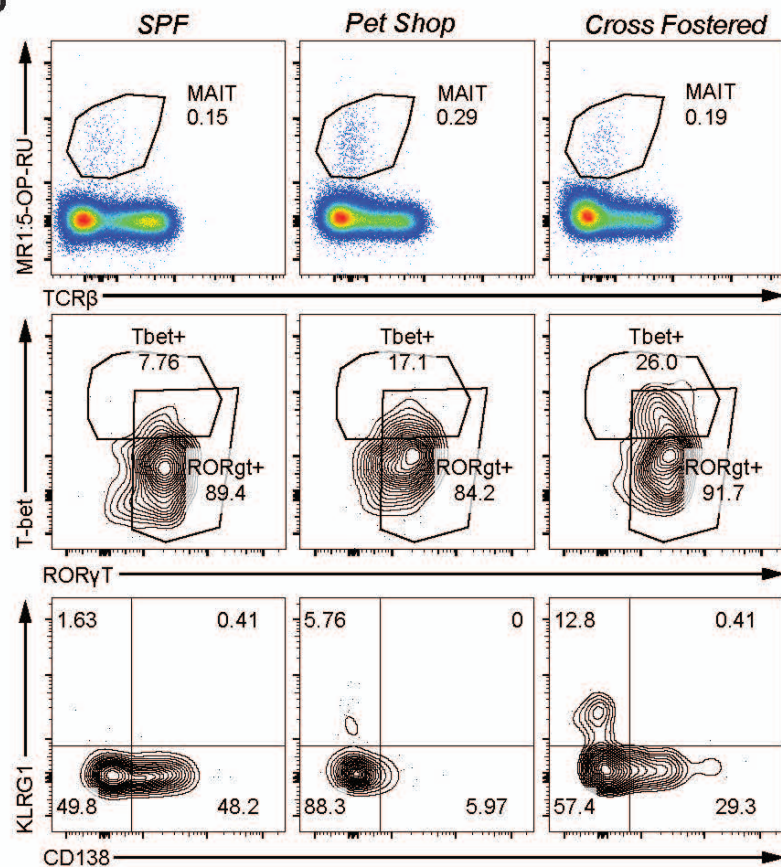 SPF Pet Shop Cross Fostered
MR1:5-OP-RU
MAIT
0.15
MAIT
0.29
MAIT
0.19
TCRβ
T-bet
Tbet+
7.76
RORgt+
89.4
Tbet+
17.1
RORgt+
84.2
Tbet+
26.0
RORgt+
91.7
RORγT
KLRG1
1.63 0.41
49.8 48.2
5.76 0
88.3 5.97
12.8 0.41
57.4 29.3
CD138